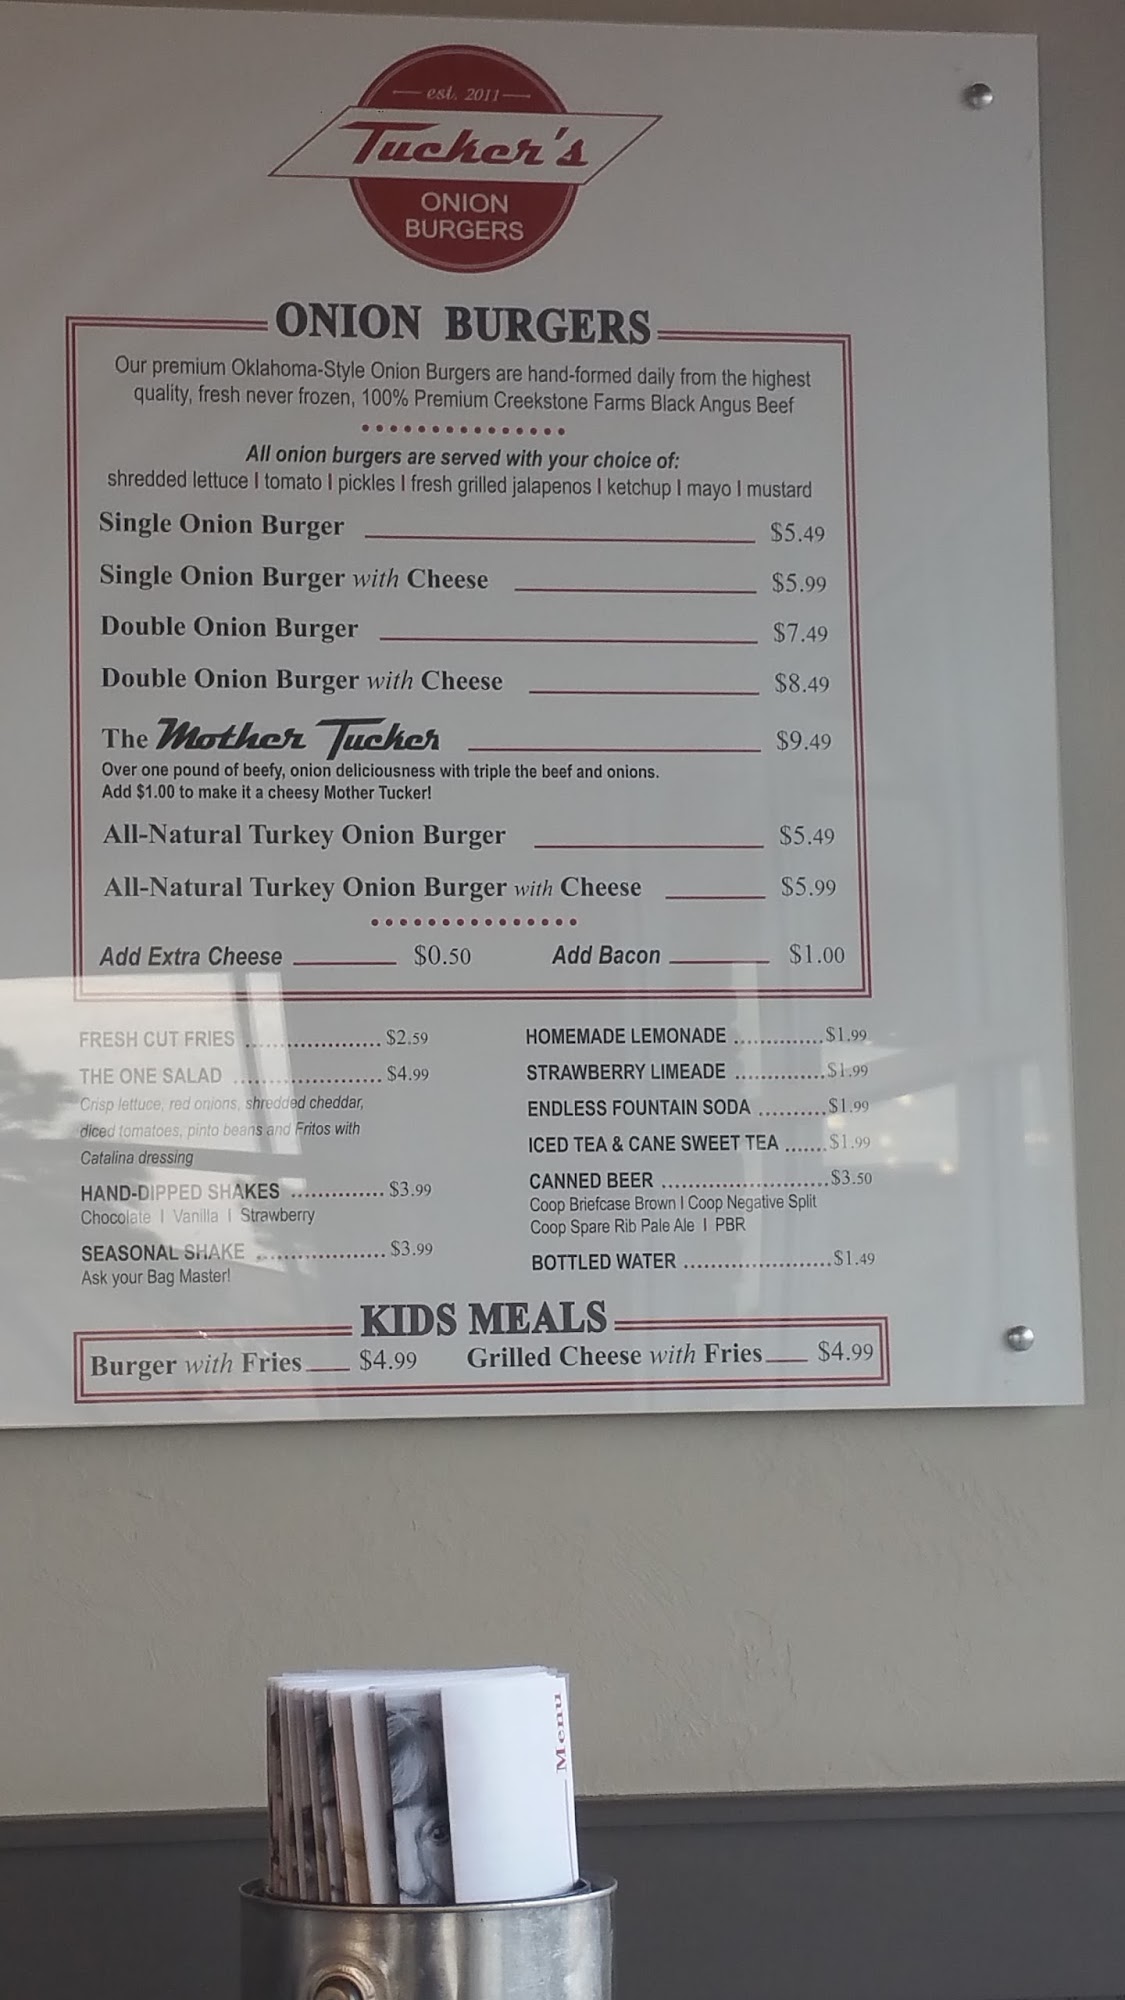 est. 2011
Tucker's
ONION
BURGERS
ONION BURGERS
Our premium Oklahoma-Style Onion Burgers are hand-formed daily from the highest
quality, fresh never frozen, 100% Premium Creekstone Farms Black Angus Beef
All onion burgers are served with your choice of:
shredded lettuce | tomato | pickles | fresh grilled jalapenos | ketchup | mayo | mustard
Single Onion Burger $5.49
Single Onion Burger with Cheese $5.99
Double Onion Burger $7.49
Double Onion Burger with Cheese $8.49
The Mother Tucker $9.49
Over one pound of beefy, onion deliciousness with triple the beef and onions.
Add $1.00 to make it a cheesy Mother Tucker!
All-Natural Turkey Onion Burger $5.49
All-Natural Turkey Onion Burger with Cheese $5.99
Add Extra Cheese $0.50 Add Bacon $1.00
FRESH CUT FRIES $2.59
THE ONE SALAD $4.99
Crisp lettuce, red onions, shredded cheddar,
diced tomatoes, pinto beans and Fritos with
Catalina dressing
HAND-DIPPED SHAKES $3.99
Chocolate | Vanilla | Strawberry
SEASONAL SHAKE $3.99
Ask your Bag Master!
HOMEMADE LEMONADE $1.99
STRAWBERRY LIMEADE $1.99
ENDLESS FOUNTAIN SODA $1.99
ICED TEA & CANE SWEET TEA $1.99
CANNED BEER $3.50
Coop Briefcase Brown | Coop Negative Split
Coop Spare Rib Pale Ale | PBR
BOTTLED WATER $1.49
KIDS MEALS
Burger with Fries $4.99 Grilled Cheese with Fries $4.99
Menu